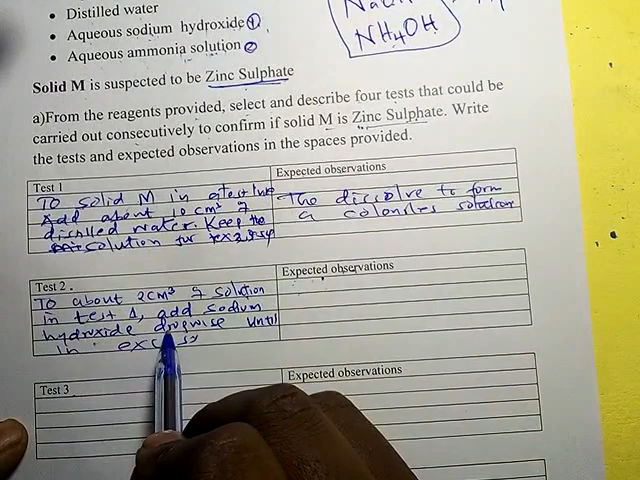 Distilled water
Aqueous sodium hydroxide ①
Aqueous ammonia solution ②
NaOH
NH4OH
Solid M is suspected to be Zinc Sulphate
a)From the reagents provided, select and describe four tests that could be
carried out consecutively to confirm if solid M is Zinc Sulphate. Write
the tests and expected observations in the spaces provided.
Test 1
To solid M in a test tube
Add about 10 cm³ of
distilled water. Keep the
solution for
Expected observations
The dissolve to form
a colourless solution
Test 2.
To about 2cm³ of solution
in test 1, add sodium
hydroxide dropwise until
in excess
Expected observations
Test 3
Expected observations